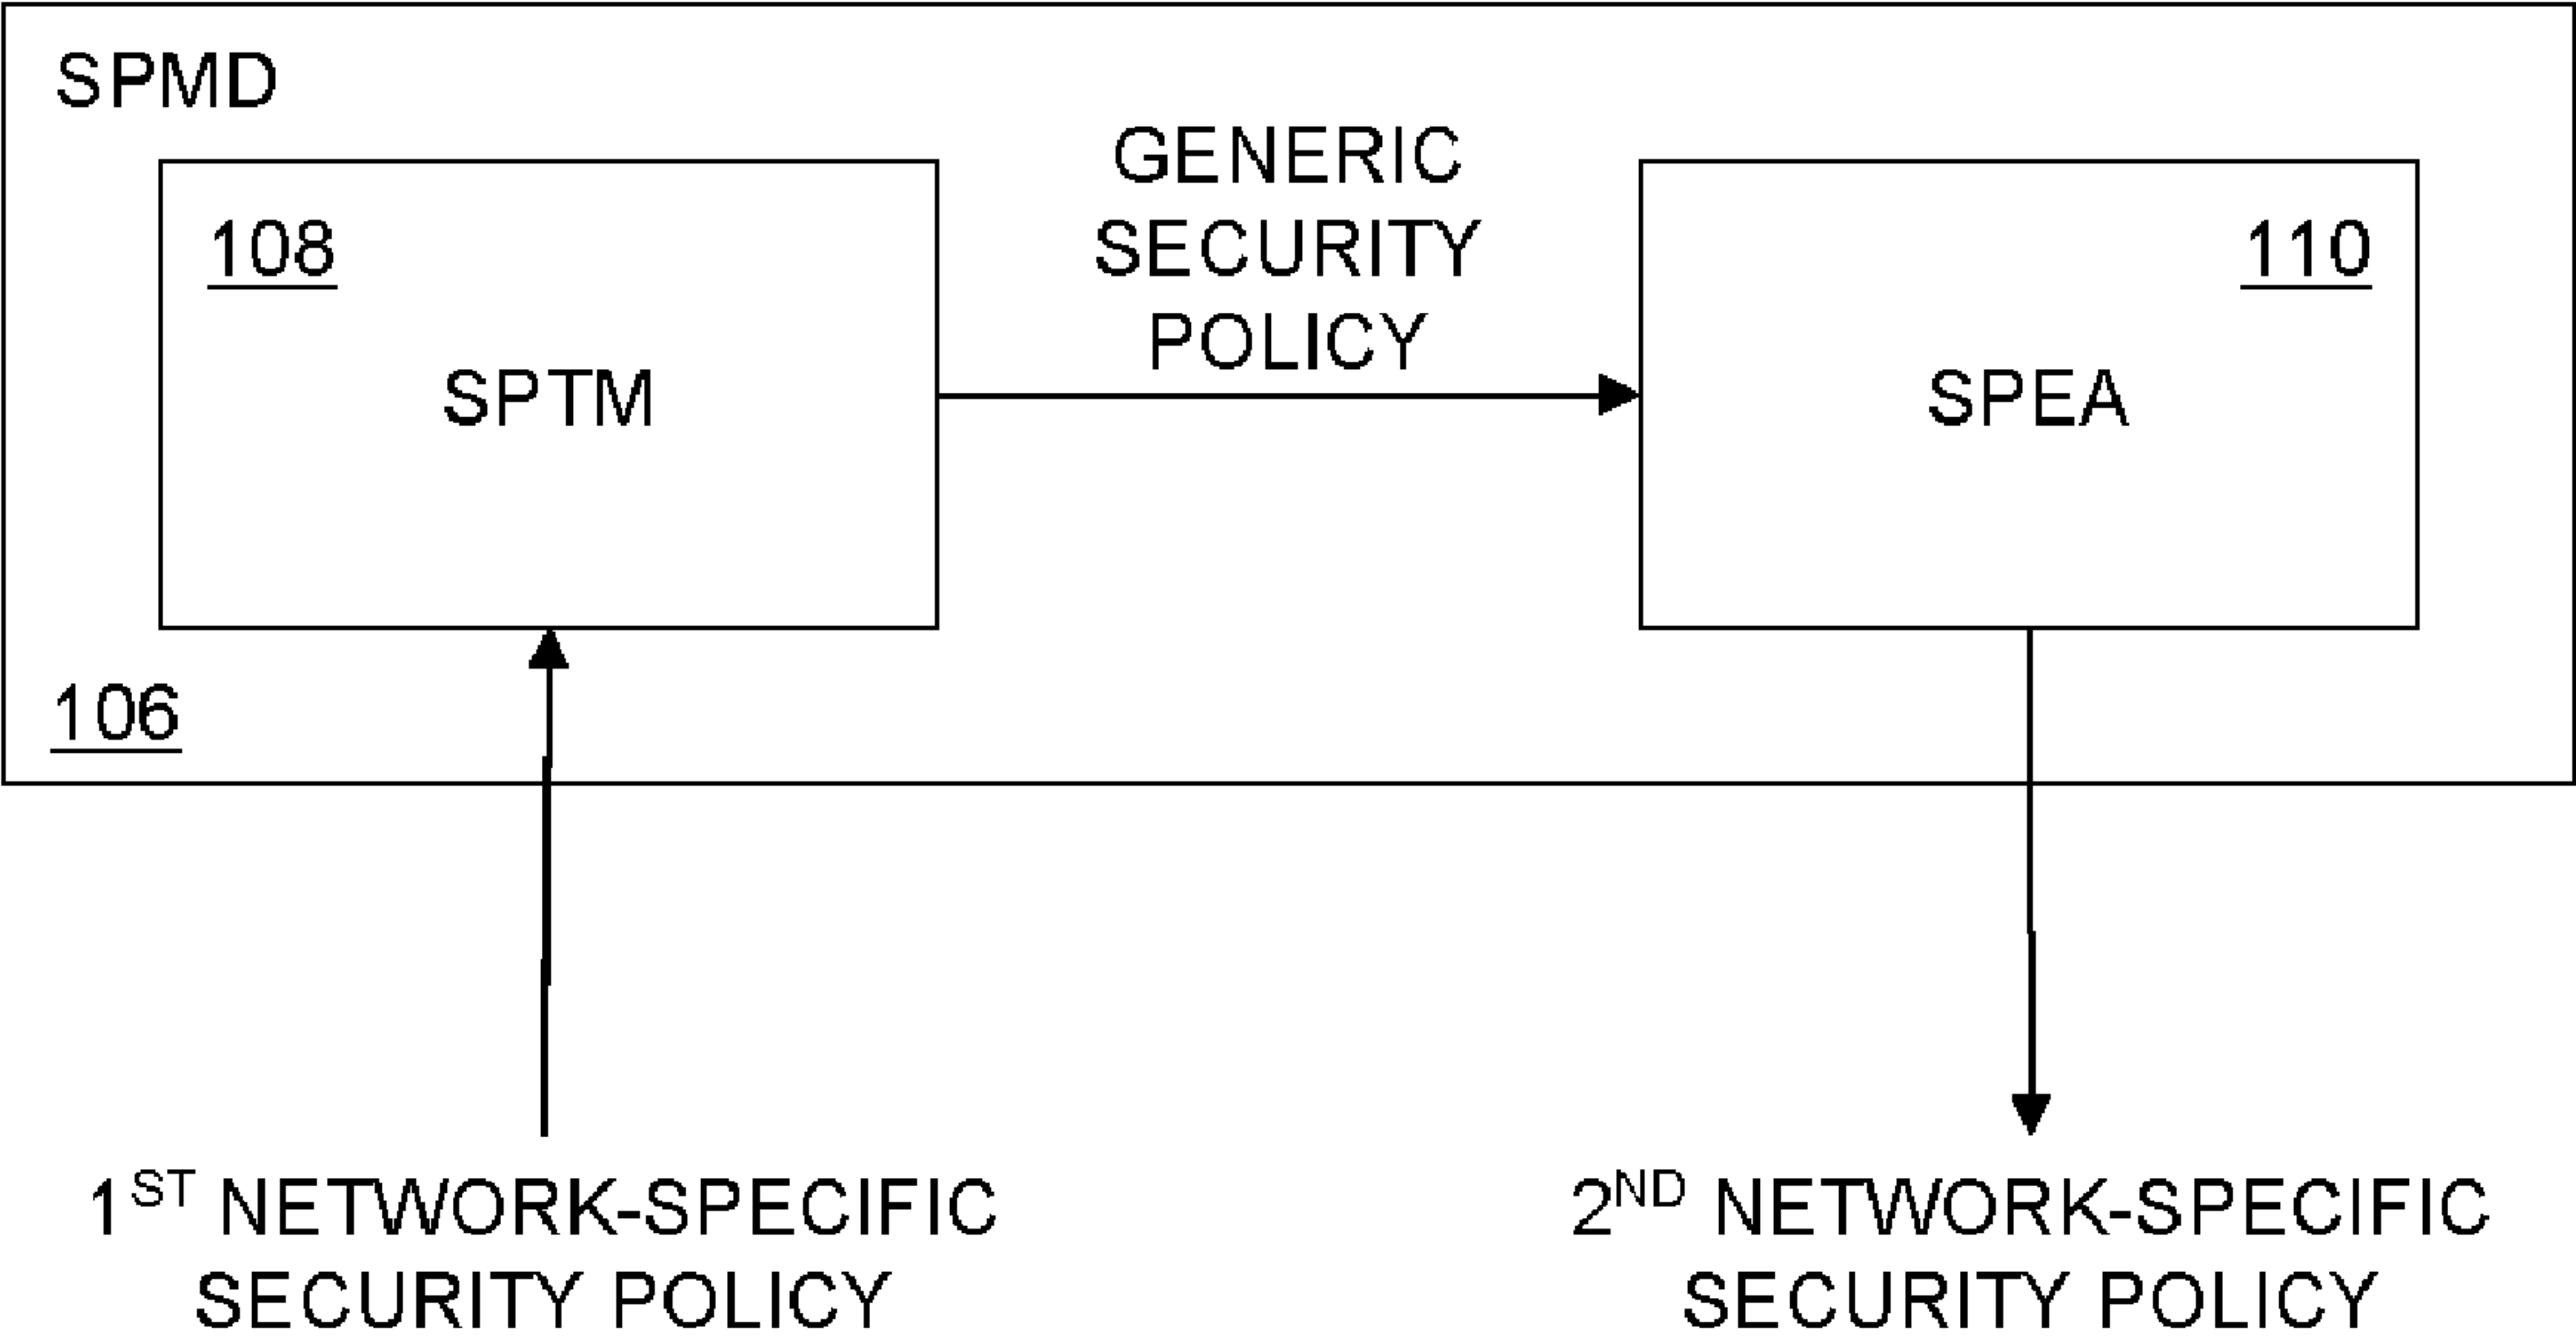 SPMD
GENERIC
SECURITY
POLICY
108
SPTM
110
SPEA
106
1ST NETWORK-SPECIFIC
SECURITY POLICY
2ND NETWORK-SPECIFIC
SECURITY POLICY